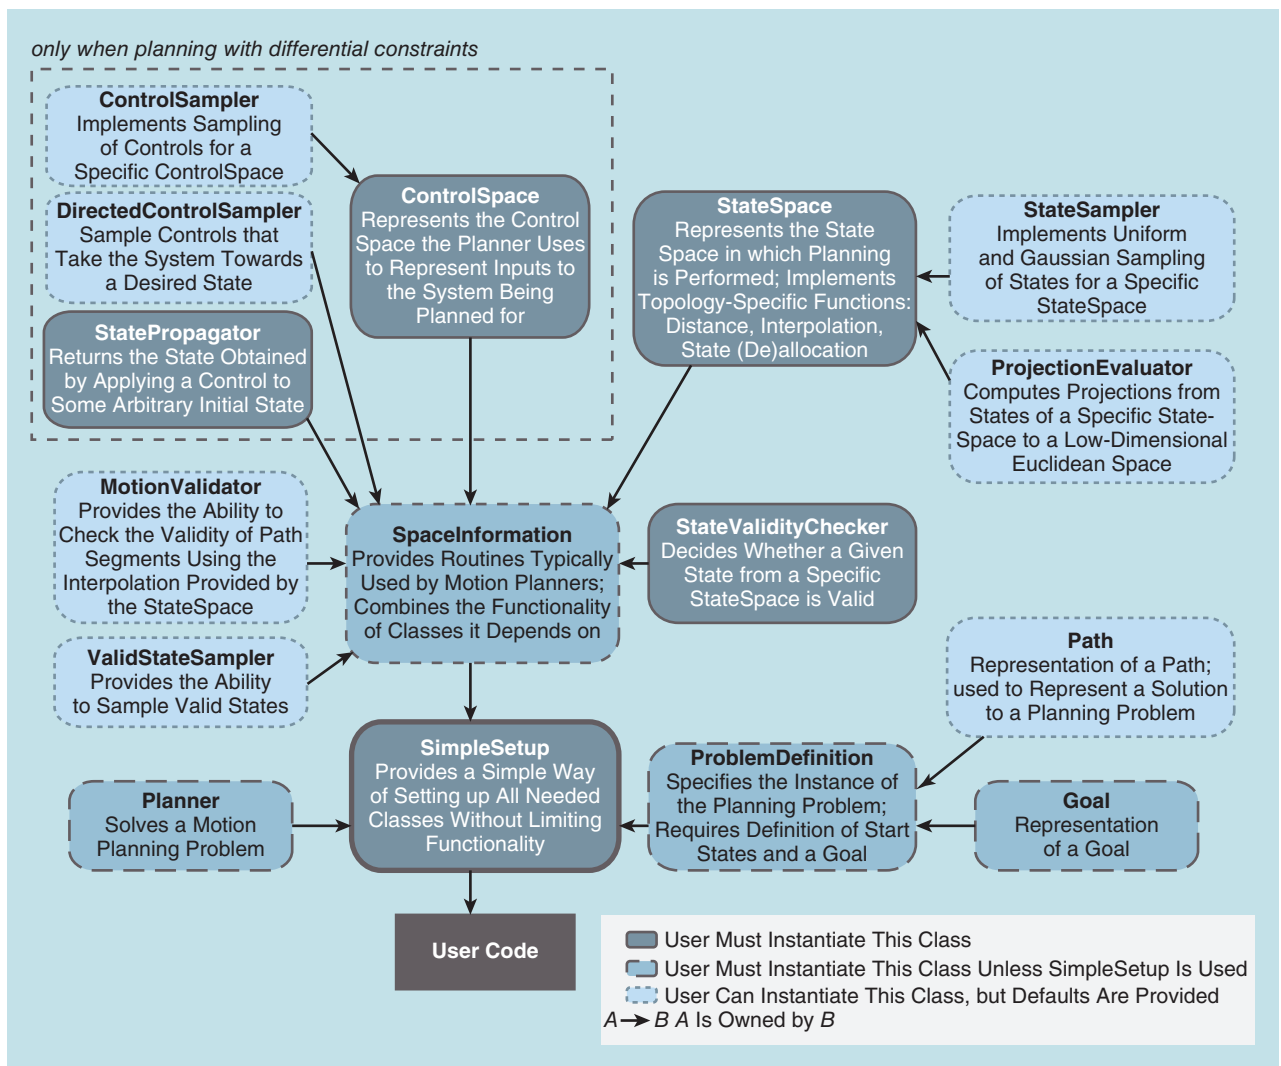 only when planning with differential constraints
ControlSampler
Implements Sampling
of Controls for a
Specific ControlSpace
DirectedControlSampler
Sample Controls that
Take the System Towards
a Desired State
StatePropagator
Returns the State Obtained
by Applying a Control to
Some Arbitrary Initial State
ControlSpace
Represents the Control
Space the Planner Uses
to Represent Inputs to
the System Being
Planned for
StateSpace
Represents the State
Space in which Planning
is Performed; Implements
Topology-Specific Functions:
Distance, Interpolation,
State (De)allocation
StateSampler
Implements Uniform
and Gaussian Sampling
of States for a Specific
StateSpace
ProjectionEvaluator
Computes Projections from
States of a Specific State-
Space to a Low-Dimensional
Euclidean Space
MotionValidator
Provides the Ability to
Check the Validity of Path
Segments Using the
Interpolation Provided by
the StateSpace
SpaceInformation
Provides Routines Typically
Used by Motion Planners;
Combines the Functionality
of Classes it Depends on
StateValidityChecker
Decides Whether a Given
State from a Specific
StateSpace is Valid
ValidStateSampler
Provides the Ability
to Sample Valid States
Path
Representation of a Path;
used to Represent a Solution
to a Planning Problem
SimpleSetup
Provides a Simple Way
of Setting up All Needed
Classes Without Limiting
Functionality
ProblemDefinition
Specifies the Instance of
the Planning Problem;
Requires Definition of Start
States and a Goal
Planner
Solves a Motion
Planning Problem
Goal
Representation
of a Goal
User Code
User Must Instantiate This Class
User Must Instantiate This Class Unless SimpleSetup Is Used
User Can Instantiate This Class, but Defaults Are Provided
A → B A Is Owned by B